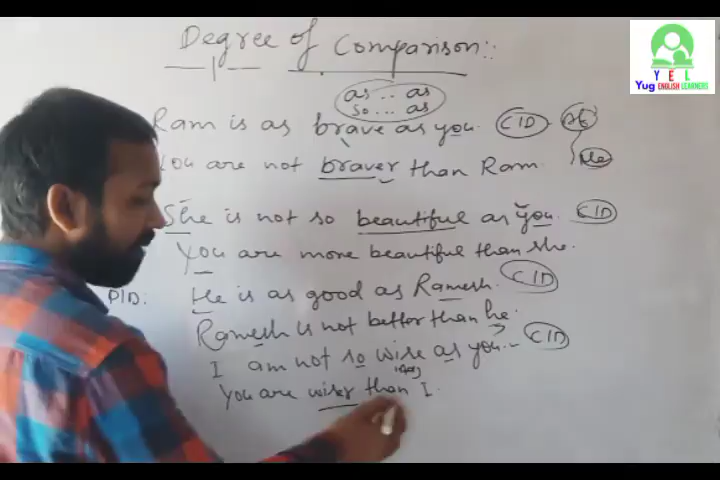 Degree of Comparison::
as .. as
so ... as
Ram is as brave as you. CID
You are not braver than Ram.
She is not so beautiful as you. CID
You are more beautiful than she.
PID: He is as good as Ramesh. CID
Ramesh is not better than he.
I am not so wise as you. CID
You are wiser than I.
YEL
Yug ENGLISH LEARNERS